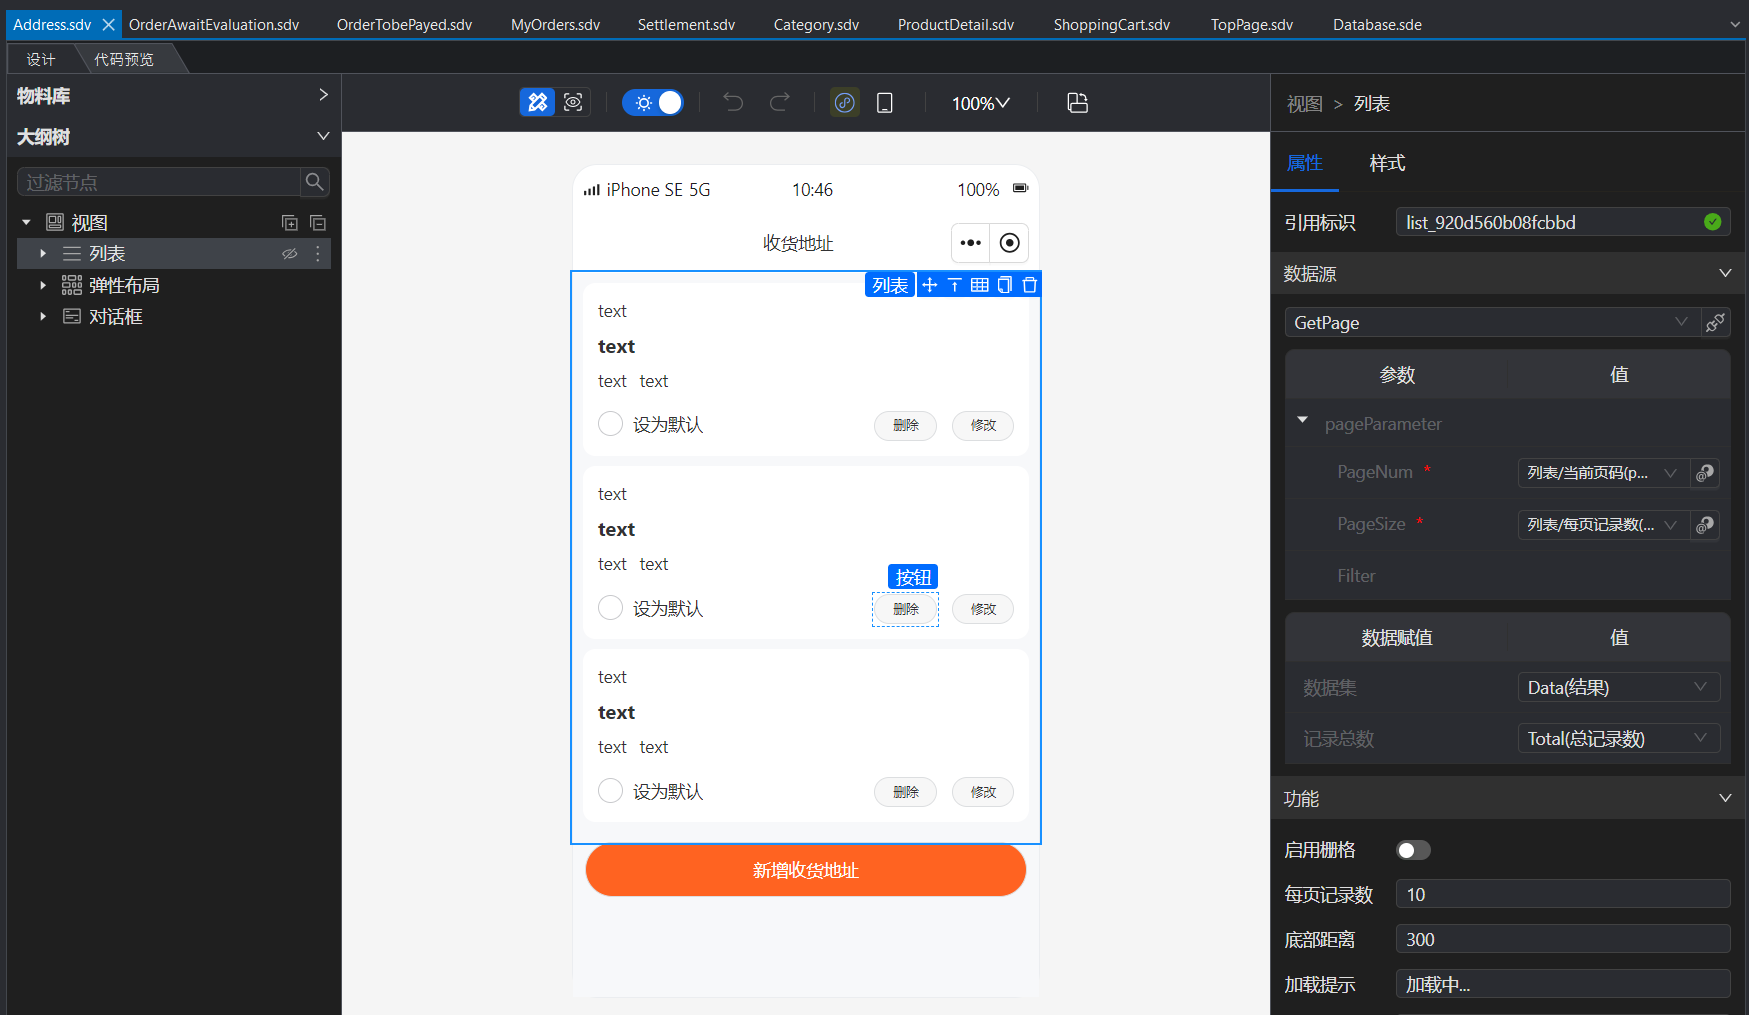 Address.sdv OrderAwaitEvaluation.sdv OrderTobePayed.sdv MyOrders.sdv Settlement.sdv Category.sdv ProductDetail.sdv ShoppingCart.sdv TopPage.sdv Database.sde
设计 代码预览
物料库
大纲树
过滤节点
视图
列表
弹性布局
对话框
100%
iPhone SE 5G 10:46 100%
收货地址
列表
text
text
text text
设为默认 删除 修改
text
text
text text
按钮
设为默认 删除 修改
text
text
text text
设为默认 删除 修改
新增收货地址
视图 > 列表
属性 样式
引用标识 list_920d560b08fcbbd
数据源
GetPage
参数 值
pageParameter
PageNum * 列表/当前页码(p...
PageSize * 列表/每页记录数(...
Filter
数据赋值 值
数据集 Data(结果)
记录总数 Total(总记录数)
功能
启用栅格
每页记录数 10
底部距离 300
加载提示 加载中...